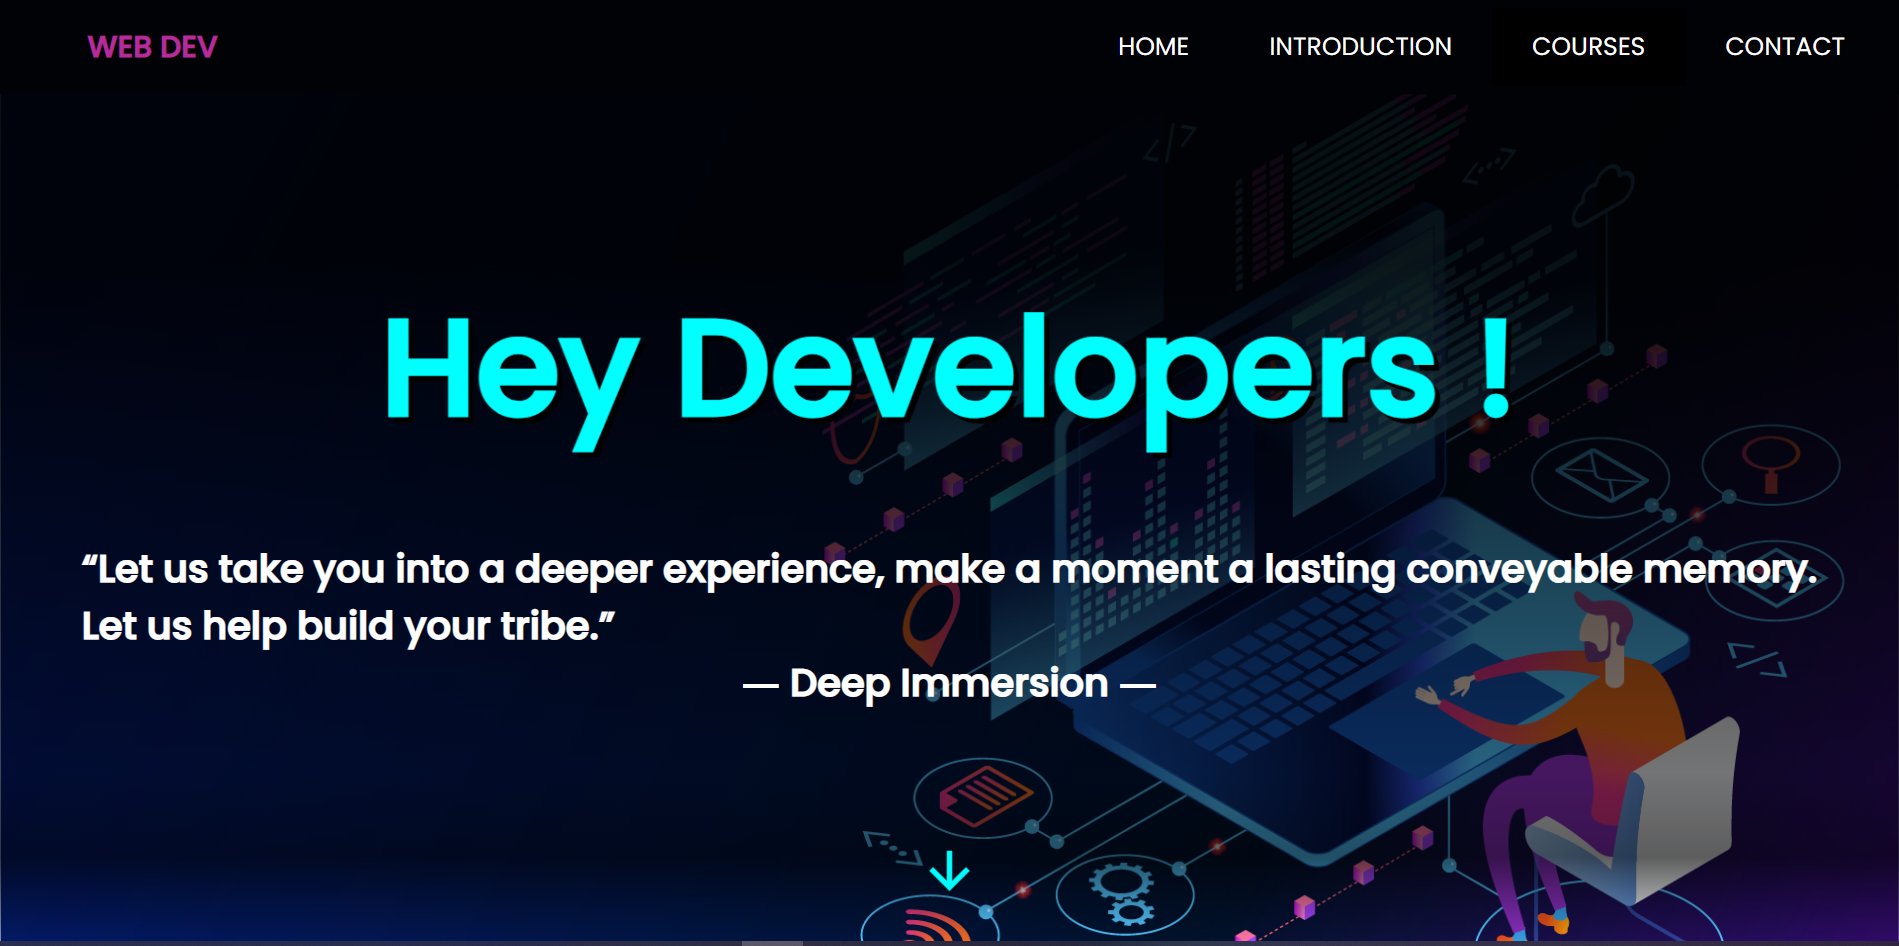 WEB DEV
HOME INTRODUCTION COURSES CONTACT
Hey Developers !
“Let us take you into a deeper experience, make a moment a lasting conveyable memory.
Let us help build your tribe.”
— Deep Immersion —